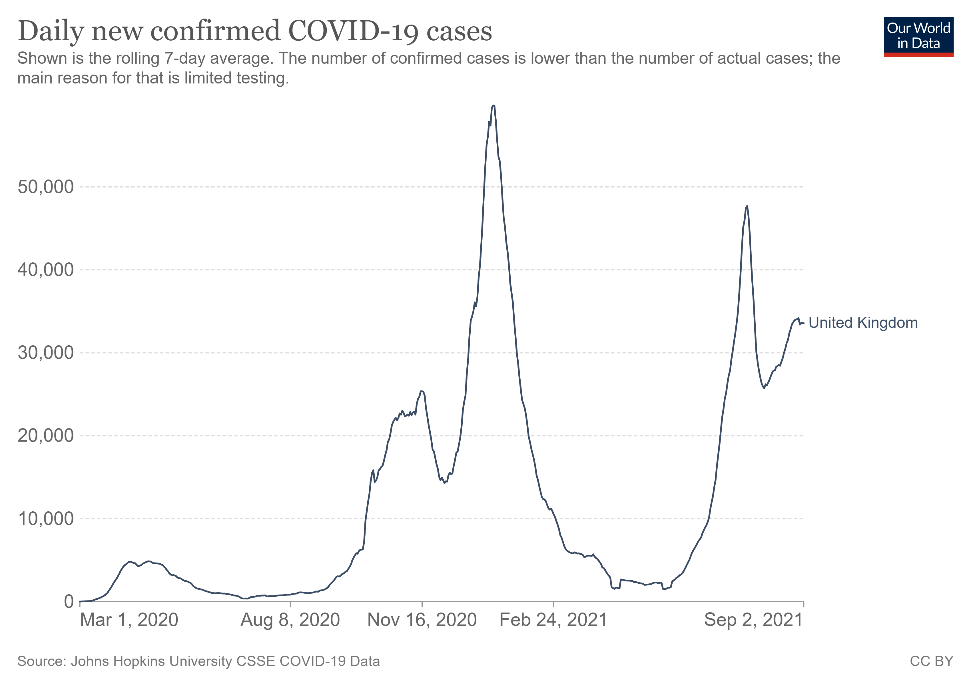 Daily new confirmed COVID-19 cases
Our World
in Data
Shown is the rolling 7-day average. The number of confirmed cases is lower than the number of actual cases; the
main reason for that is limited testing.
50,000
40,000
United Kingdom
30,000
20,000
10,000
0
Mar 1, 2020 Aug 8, 2020 Nov 16, 2020 Feb 24, 2021 Sep 2, 2021
Source: Johns Hopkins University CSSE COVID-19 Data CC BY